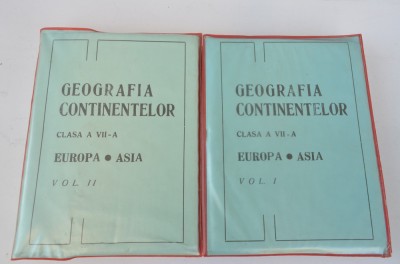 GEOGRAFIA
CONTINENTELOR
CLASA A VII-A
EUROPA • ASIA
VOL. II
GEOGRAFIA
CONTINENTELOR
CLASA A VII-A
EUROPA • ASIA
VOL. I